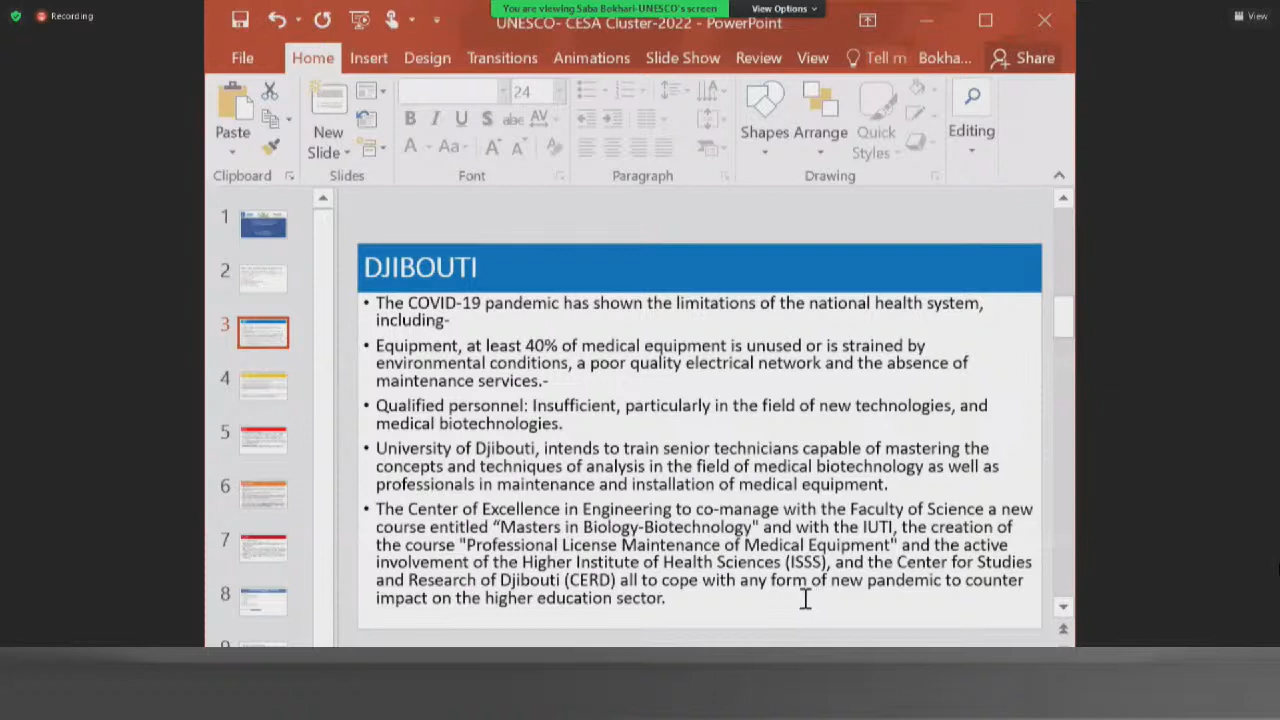 Recording
You are viewing Saba Bokhari-UNESCO's screen
View Options
View
UNESCO- CESA Cluster-2022 - PowerPoint
File
Home
Insert
Design
Transitions
Animations
Slide Show
Review
View
Tell m
Bokha...
Share
24
Paste
New
Slide
B I U S abc AV
A Aa A A
Shapes
Arrange
Quick
Styles
Editing
Clipboard
Slides
Font
Paragraph
Drawing
1
2
3
4
5
6
7
8
DJIBOUTI
• The COVID-19 pandemic has shown the limitations of the national health system,
including-
• Equipment, at least 40% of medical equipment is unused or is strained by
environmental conditions, a poor quality electrical network and the absence of
maintenance services.-
• Qualified personnel: Insufficient, particularly in the field of new technologies, and
medical biotechnologies.
• University of Djibouti, intends to train senior technicians capable of mastering the
concepts and techniques of analysis in the field of medical biotechnology as well as
professionals in maintenance and installation of medical equipment.
• The Center of Excellence in Engineering to co-manage with the Faculty of Science a new
course entitled “Masters in Biology-Biotechnology" and with the IUTI, the creation of
the course "Professional License Maintenance of Medical Equipment" and the active
involvement of the Higher Institute of Health Sciences (ISSS), and the Center for Studies
and Research of Djibouti (CERD) all to cope with any form of new pandemic to counter
impact on the higher education sector.